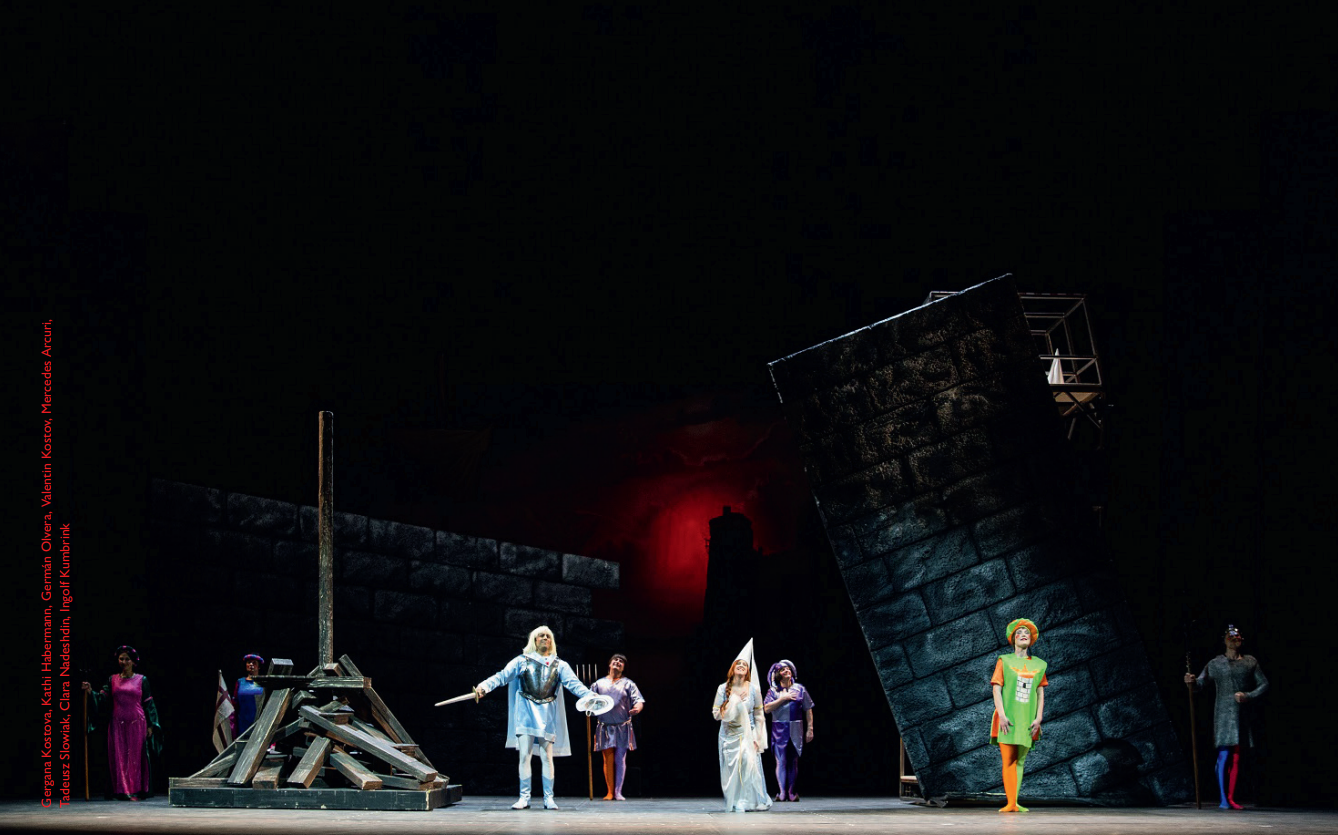 Gergana Kostova, Kathi Habermann, Germán Olvera, Valentin Kostov, Mercedes Arcuri,
Tadeusz Slowiak, Clara Nadeshdin, Ingolf Kumbrink